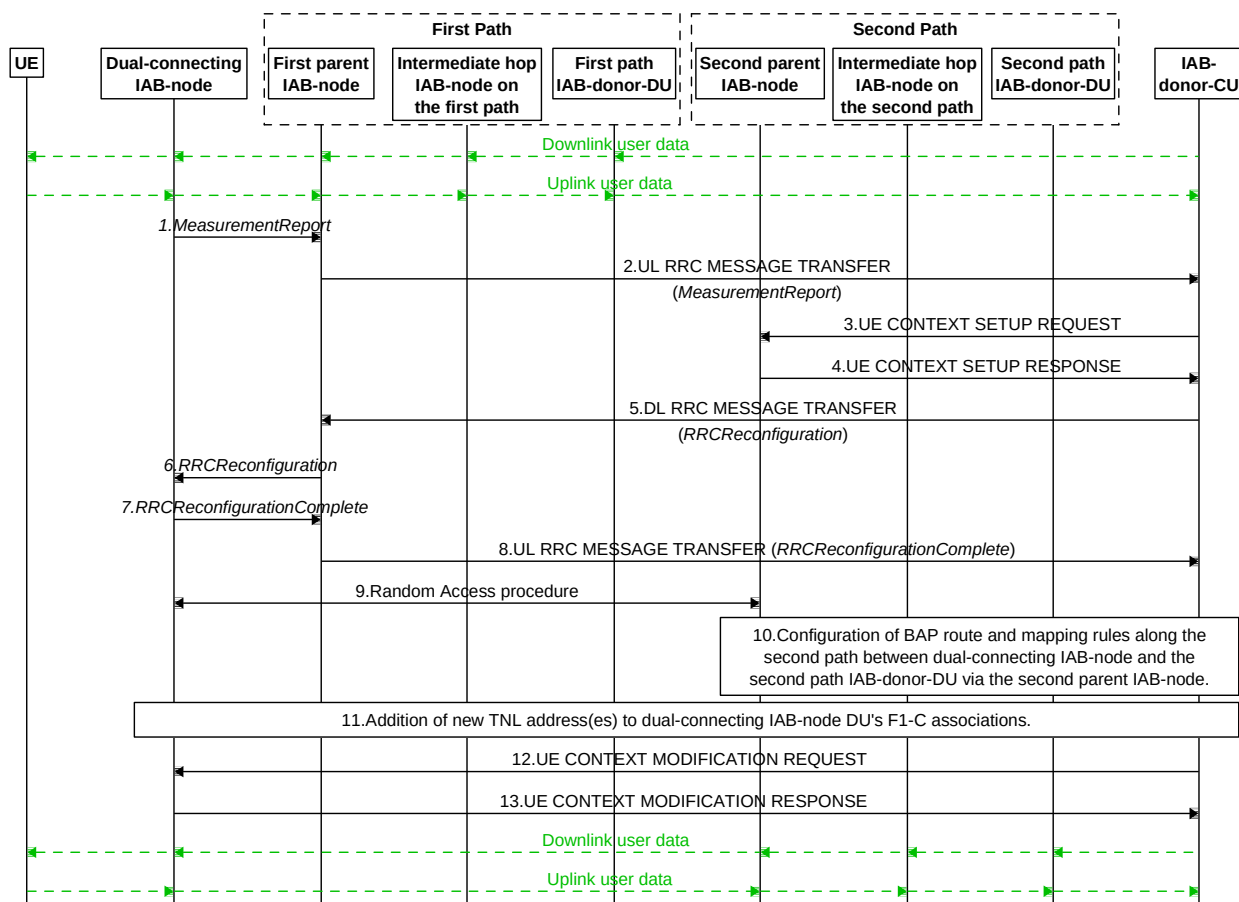 First Path
Second Path
UE
Dual-connecting
IAB-node
First parent
IAB-node
Intermediate hop
IAB-node on
the first path
First path
IAB-donor-DU
Second parent
IAB-node
Intermediate hop
IAB-node on
the second path
Second path
IAB-donor-DU
IAB-
donor-CU
Downlink user data
Uplink user data
1.MeasurementReport
2.UL RRC MESSAGE TRANSFER
(MeasurementReport)
3.UE CONTEXT SETUP REQUEST
4.UE CONTEXT SETUP RESPONSE
5.DL RRC MESSAGE TRANSFER
(RRCReconfiguration)
6.RRCReconfiguration
7.RRCReconfigurationComplete
8.UL RRC MESSAGE TRANSFER (RRCReconfigurationComplete)
9.Random Access procedure
10.Configuration of BAP route and mapping rules along the
second path between dual-connecting IAB-node and the
second path IAB-donor-DU via the second parent IAB-node.
11.Addition of new TNL address(es) to dual-connecting IAB-node DU's F1-C associations.
12.UE CONTEXT MODIFICATION REQUEST
13.UE CONTEXT MODIFICATION RESPONSE
Downlink user data
Uplink user data